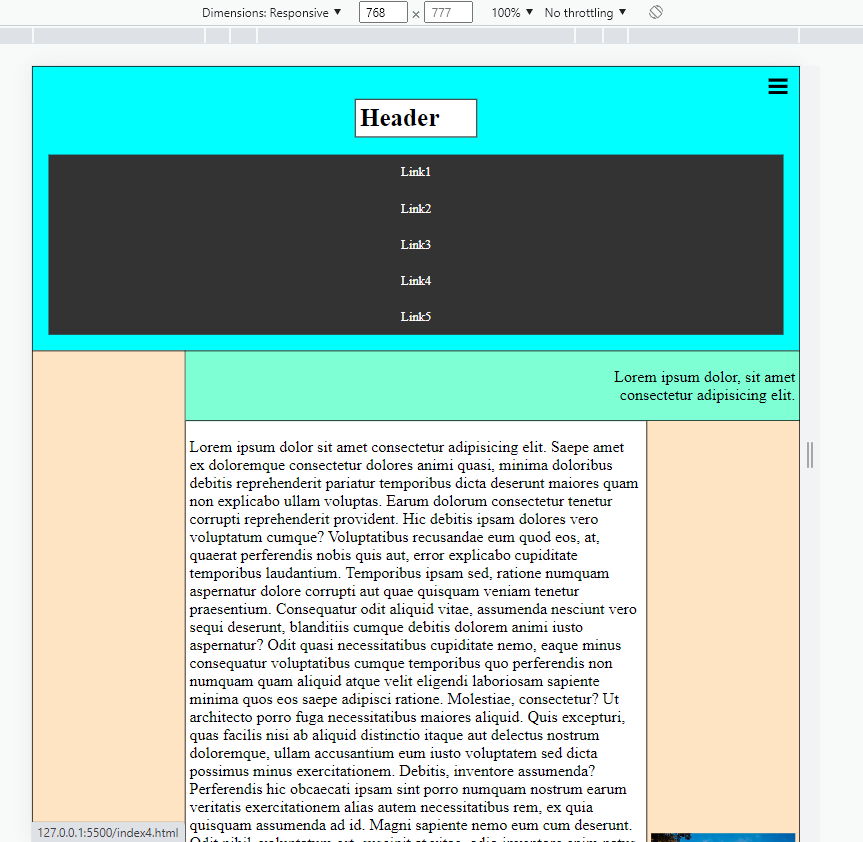 Dimensions: Responsive ▼ 768 × 777 100% ▼ No throttling ▼
Header
Link1
Link2
Link3
Link4
Link5
Lorem ipsum dolor, sit amet
consectetur adipisicing elit.
Lorem ipsum dolor sit amet consectetur adipisicing elit. Saepe amet
ex doloremque consectetur dolores animi quasi, minima doloribus
debitis reprehenderit pariatur temporibus dicta deserunt maiores quam
non explicabo ullam voluptas. Earum dolorum consectetur tenetur
corrupti reprehenderit provident. Hic debitis ipsam dolores vero
voluptatum cumque? Voluptatibus recusandae eum quod eos, at,
quaerat perferendis nobis quis aut, error explicabo cupiditate
temporibus laudantium. Temporibus ipsam sed, ratione numquam
aspernatur dolore corrupti aut quae quisquam veniam tenetur
praesentium. Consequatur odit aliquid vitae, assumenda nesciunt vero
sequi deserunt, blanditiis cumque debitis dolorem animi iusto
aspernatur? Odit quasi necessitatibus cupiditate nemo, eaque minus
consequatur voluptatibus cumque temporibus quo perferendis non
numquam quam aliquid atque velit eligendi laboriosam sapiente
minima quos eos saepe adipisci ratione. Molestiae, consectetur? Ut
architecto porro fuga necessitatibus maiores aliquid. Quis excepturi,
quas facilis nisi ab aliquid distinctio itaque aut delectus nostrum
doloremque, ullam accusantium eum iusto voluptatem sed dicta
possimus minus exercitationem. Debitis, inventore assumenda?
Perferendis hic obcaecati ipsam sint porro numquam nostrum earum
veritatis exercitationem alias autem necessitatibus rem, ex quia
quisquam assumenda ad id. Magni sapiente nemo eum cum deserunt.
127.0.0.1:5500/index4.html